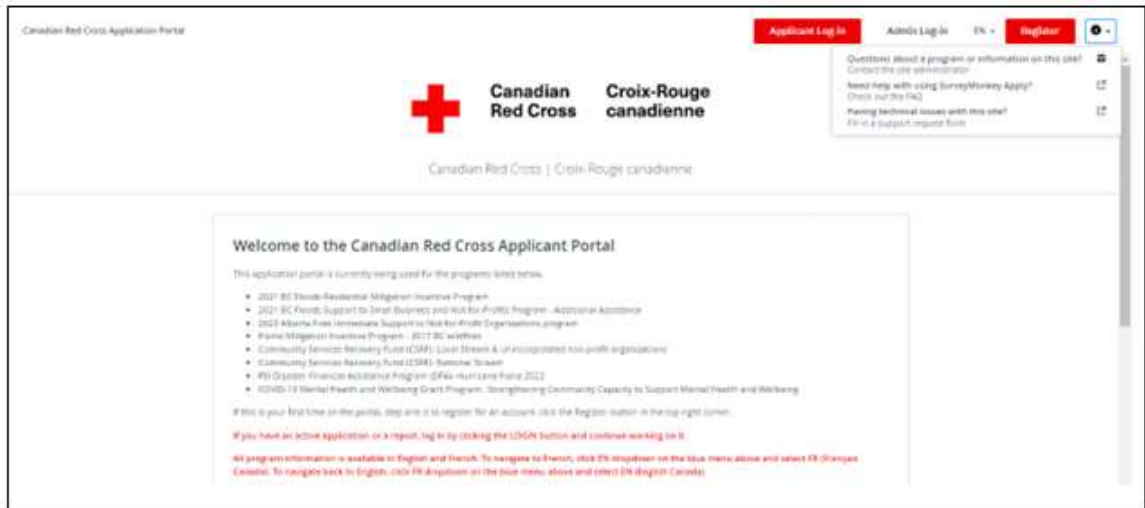 Canadian Red Cross Application Portal
Applicant Log in
Admin Log-in
EN
Register
Questions about a program or information on this site?
Contact the site administrator
Need help with using SurveyMonkey Apply?
Check out the FAQ
Having technical issues with this site?
Fill in a support request form
Canadian Red Cross
Croix-Rouge canadienne
Canadian Red Cross | Croix-Rouge canadienne
Welcome to the Canadian Red Cross Applicant Portal
This application portal is currently being used for the programs listed below.
2021 BC Floods Residential Mitigation Incentive Program
2021 BC Floods, Support to Small Business and Not-for-Profits Program - Additional Assistance
2023 Alberta Fires Immediate Support to Not-for-Profit Organizations program
Home Mitigation Incentive Program - 2017 BC wildfires
Community Services Recovery Fund (CSRF): Local Stream & unincorporated non-profit organizations
Community Services Recovery Fund (CSRF): National Stream
PEI Disaster Financial Assistance Program (DFA): Hurricane Fiona 2022
COVID-19 Mental Health and Wellbeing Grant Program: Strengthening Community Capacity to Support Mental Health and Wellbeing
If this is your first time on the portal, step one is to register for an account: click the Register button in the top right corner.
If you have an active application or a report, log in by clicking the LOGIN button and continue working on it.
All program information is available in English and French. To navigate to French, click EN dropdown on the blue menu above and select FR (Français
Canada). To navigate back to English, click FR dropdown on the blue menu above and select EN (English Canada)